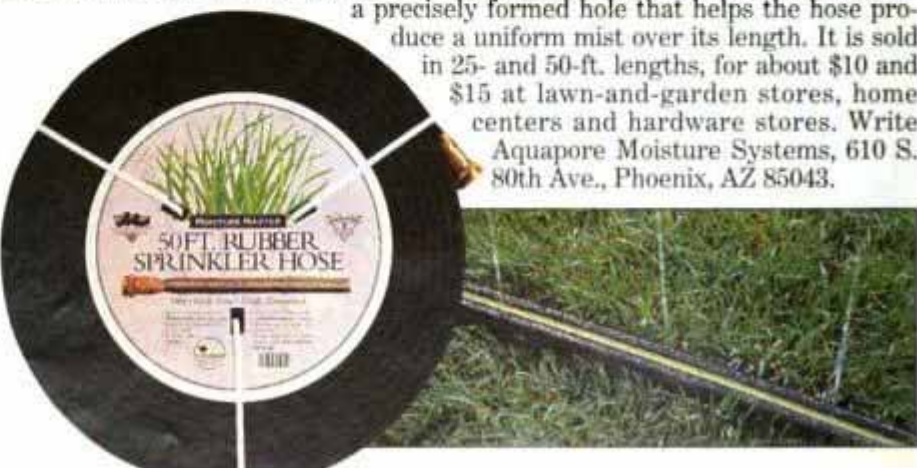 a precisely formed hole that helps the hose pro-
duce a uniform mist over its length. It is sold
in 25- and 50-ft. lengths, for about $10 and
$15 at lawn-and-garden stores, home
centers and hardware stores. Write
Aquapore Moisture Systems, 610 S.
80th Ave., Phoenix, AZ 85043.
MOISTURE MASTER
50 FT. RUBBER
SPRINKLER HOSE